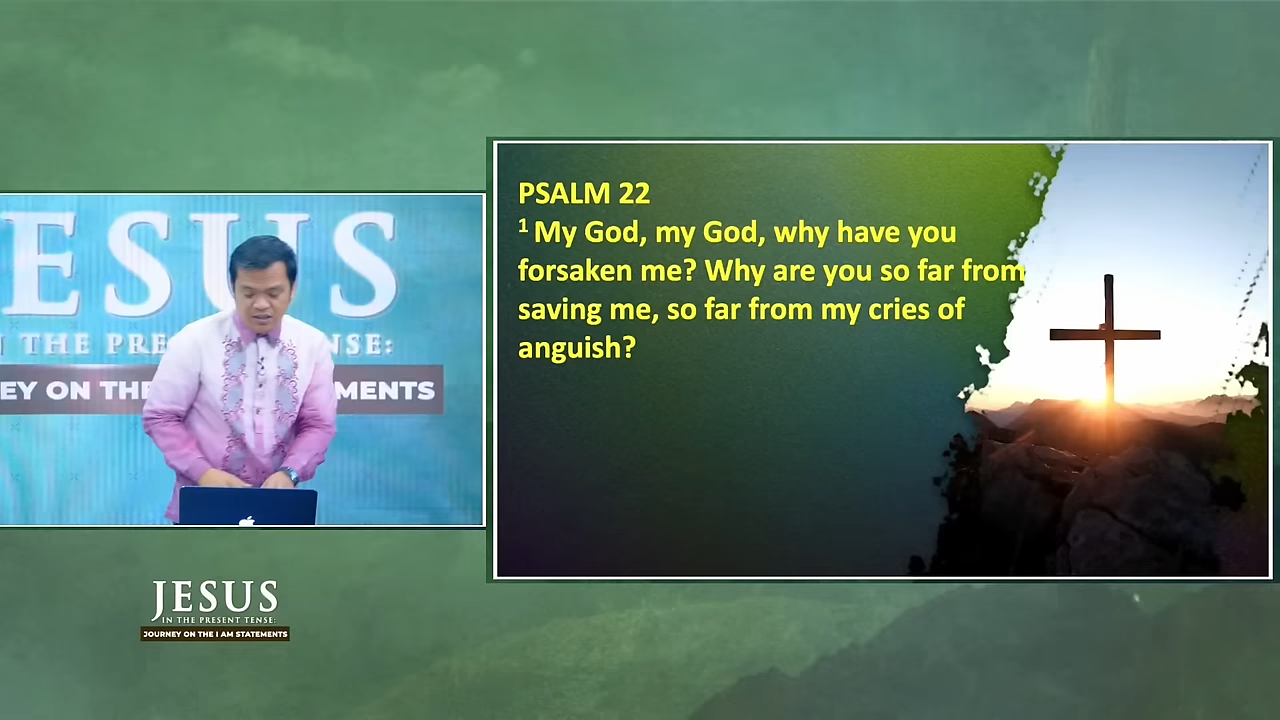 ESUS
IN THE PRE ENSE:
EY ON THE MENTS
PSALM 22
1 My God, my God, why have you
forsaken me? Why are you so far from
saving me, so far from my cries of
anguish?
JESUS
IN THE PRESENT TENSE:
JOURNEY ON THE I AM STATEMENTS